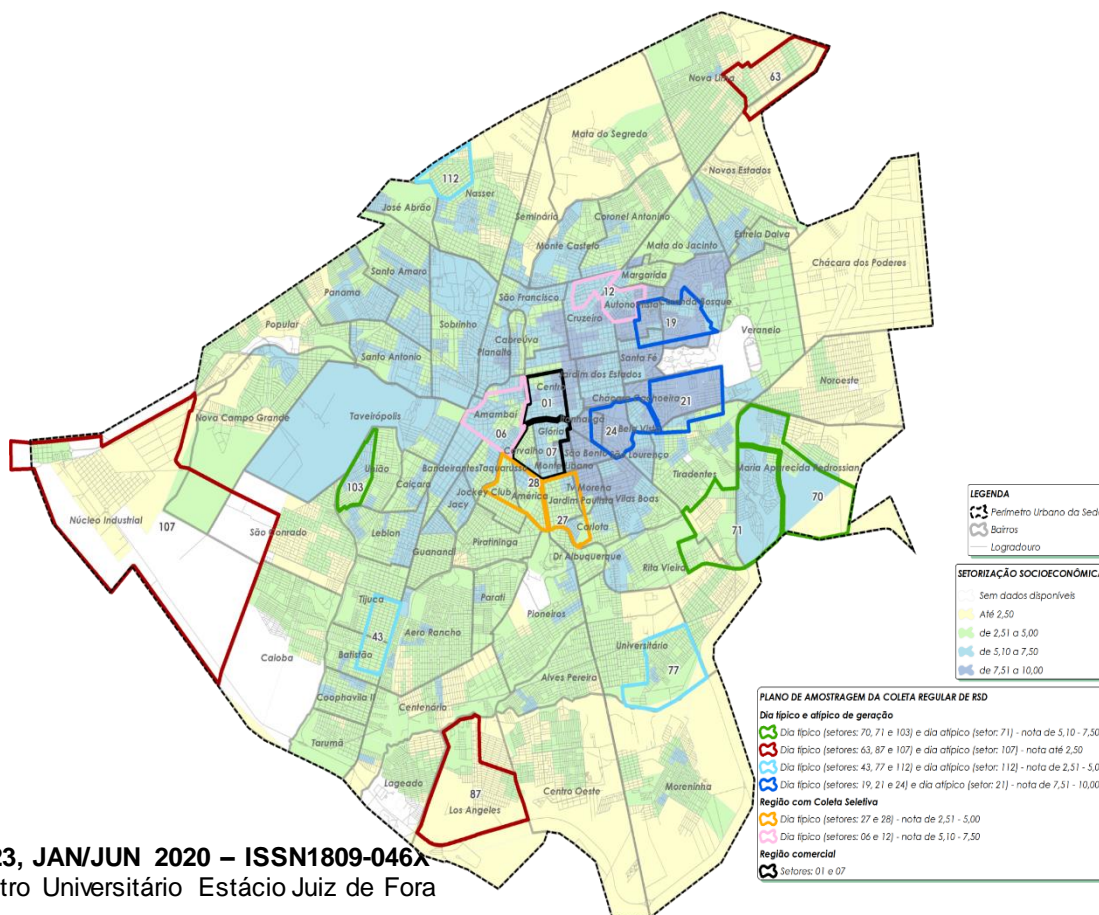 63
Nova Lima
Mata do Segredo
112
Nasser
Novos Estados
José Abrão
Seminário
Coronel Antonino
Estrela Dalva
Monte Castelo
Mata do Jacinto
Chácara dos Poderes
Santo Amaro
Margarida
Panamá
12
São Francisco
Autonomista
Cruzeiro
19
Popular
Sobrinho
Veraneio
Cabreúva
Santo Antonio
Planalto
Santa Fé
Jardim dos Estados
Noroeste
Centro
01
Chácara Cachoeira
21
Nova Campo Grande
Taveirópolis
Amambaí
06
Glória
24
Bela Vista
Carvalho
07
São Bento
São Lourenço
União
Bandeirantes
Taquarussu
Monte Líbano
Tiradentes
Maria Aparecida Pedrossian
103
Caiçara
28
Tv Morena
70
Jockey Club
América
Jardim Paulista
Vilas Boas
Núcleo Industrial
107
Jacy
27
Carlota
71
São Conrado
Leblon
Piratininga
Guanandi
Dr Albuquerque
Rita Vieira
Tijuca
Parati
Pioneiros
43
Aero Rancho
Universitário
Batistão
Caioba
77
Alves Pereira
Coophavila II
Centenária
Tarumã
Lageado
87
Centro Oeste
Moreninha
Los Angeles
LEGENDA
Perímetro Urbano da Sede
Bairros
Logradouro
SETORIZAÇÃO SOCIOECONÔMICA
Sem dados disponíveis
Até 2,50
de 2,51 a 5,00
de 5,10 a 7,50
de 7,51 a 10,00
PLANO DE AMOSTRAGEM DA COLETA REGULAR DE RSD
Dia típico e atípico de geração
Dia típico (setores: 70, 71 e 103) e dia atípico (setor: 71) - nota de 5,10 - 7,50
Dia típico (setores: 63, 87 e 107) e dia atípico (setor: 107) - nota até 2,50
Dia típico (setores: 43, 77 e 112) e dia atípico (setor: 112) - nota de 2,51 - 5,0
Dia típico (setores: 19, 21 e 24) e dia atípico (setor: 21) - nota de 7,51 - 10,00
Região com Coleta Seletiva
Dia típico (setores: 27 e 28) - nota de 2,51 - 5,00
Dia típico (setores: 06 e 12) - nota de 5,10 - 7,50
Região comercial
Setores: 01 e 07
23, JAN/JUN 2020 – ISSN1809-046X
tro Universitário Estácio Juiz de Fora